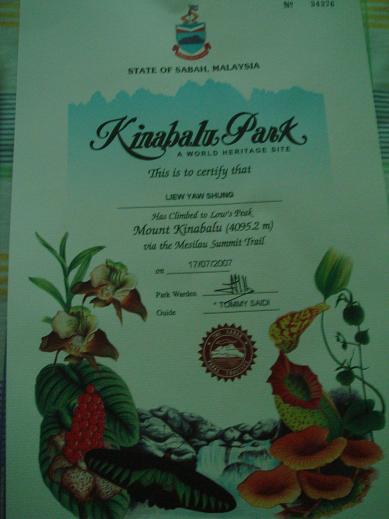 Nº 34376
STATE OF SABAH, MALAYSIA
Kinabalu Park
A WORLD HERITAGE SITE
This is to certify that
LIEW YAW SHUNG
Has Climbed to Low's Peak
Mount Kinabalu (4095.2 m)
via the Mesilau Summit Trail
on 17/07/2007
Park Warden
Guide * TOMMY SAIDI